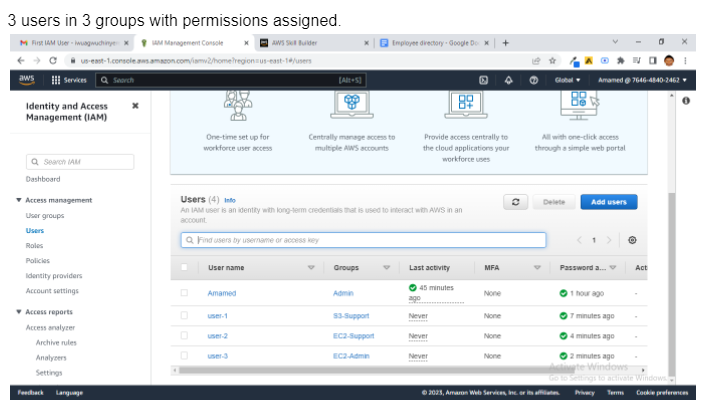 3 users in 3 groups with permissions assigned.
First IAM User - iwuagwuchinye
IAM Management Console
AWS Skill Builder
Employee directory - Google Do
us-east-1.console.aws.amazon.com/iamv2/home?region=us-east-1#/users
aws
Services
Search
[Alt+S]
Global
Amamed @ 7646-4840-2462
Identity and Access Management (IAM)
Search IAM
Dashboard
Access management
User groups
Users
Roles
Policies
Identity providers
Account settings
Access reports
Access analyzer
Archive rules
Analyzers
Settings
One-time set up for
workforce user access
Centrally manage access to
multiple AWS accounts
Provide access centrally to
the cloud applications your
workforce uses
All with one-click access
through a simple web portal
Users (4) Info
An IAM user is an identity with long-term credentials that is used to interact with AWS in an
account.
Delete
Add users
Find users by username or access key
1
User name Groups Last activity MFA Password a... Acti
Amamed Admin 45 minutes ago None 1 hour ago -
user-1 S3-Support Never None 7 minutes ago -
user-2 EC2-Support Never None 4 minutes ago -
user-3 EC2-Admin Never None 2 minutes ago -
Activate Windows
Go to Settings to activate Windows.
Feedback Language
© 2023, Amazon Web Services, Inc. or its affiliates. Privacy Terms Cookie preferences